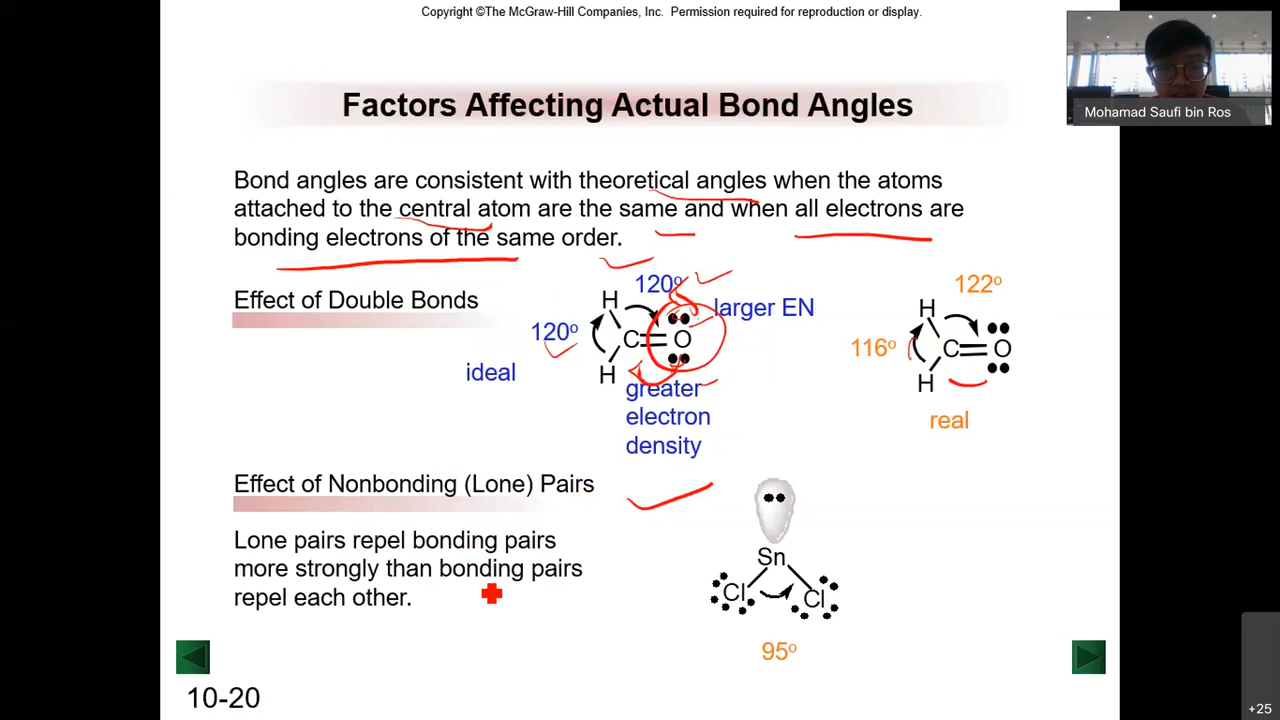 Copyright ©The McGraw-Hill Companies, Inc. Permission required for reproduction or display.
Mohamad Saufi bin Ros
Factors Affecting Actual Bond Angles
Bond angles are consistent with theoretical angles when the atoms
attached to the central atom are the same and when all electrons are
bonding electrons of the same order.
Effect of Double Bonds
120o
larger EN
120o
H
C
O
H
ideal
greater
electron
density
122o
116o
H
C
O
H
real
Effect of Nonbonding (Lone) Pairs
Lone pairs repel bonding pairs
more strongly than bonding pairs
repel each other.
Sn
Cl
Cl
95o
10-20
+25